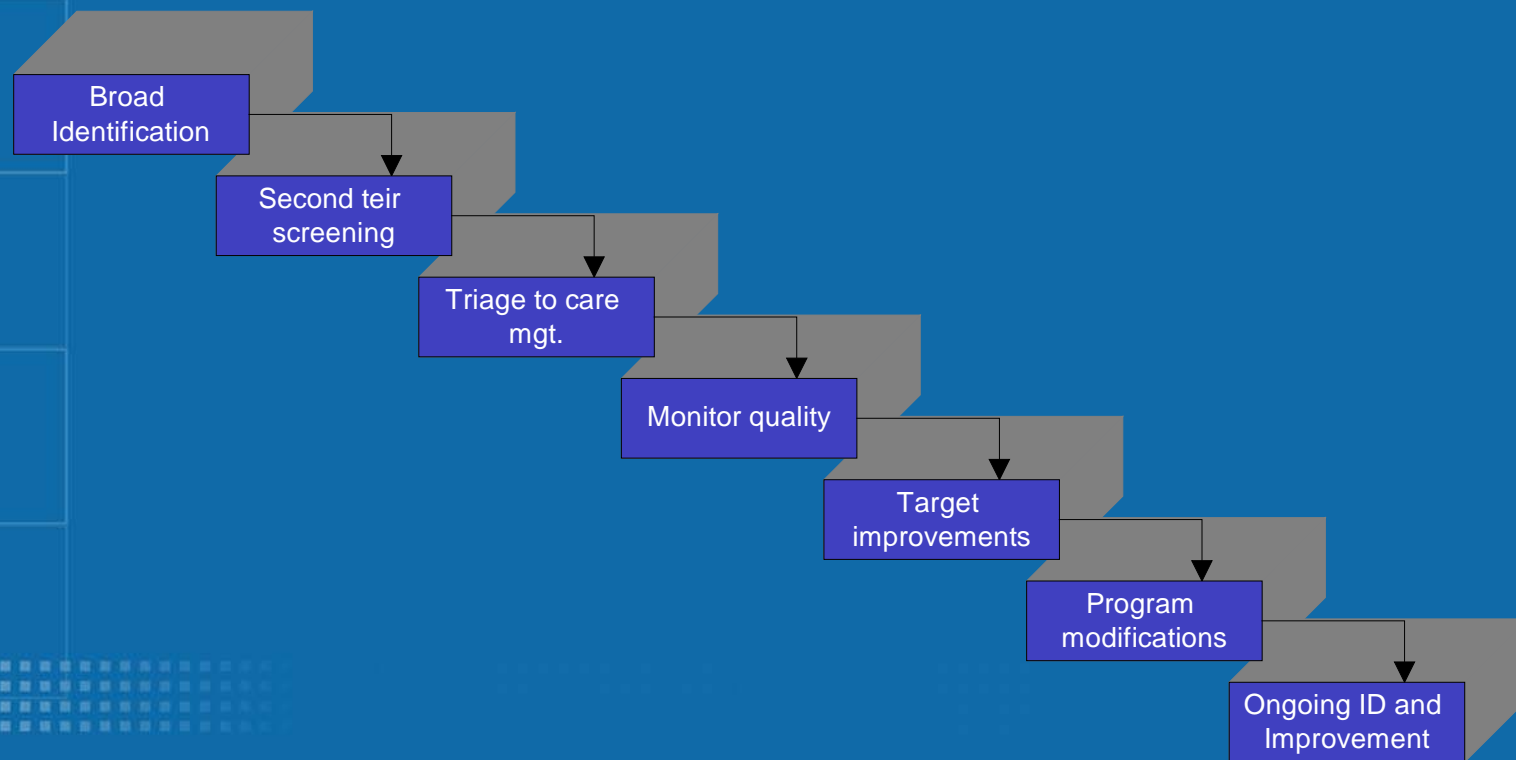 Broad
Identification
Second teir
screening
Triage to care
mgt.
Monitor quality
Target
improvements
Program
modifications
Ongoing ID and
Improvement